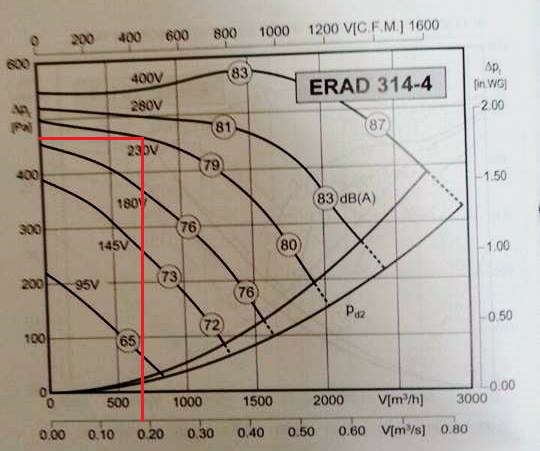 0 200 400 600 800 1000 1200 V[C.F.M.] 1600
600
ERAD 314-4
Δpt [Pa]
Δpt [in.WG]
400V
280V
230V
180V
145V
95V
83
87
81
79
83 dB(A)
76
80
73
76
65
72
400
300
200
100
0
2.00
1.50
1.00
0.50
0.00
pd2
0 500 1000 1500 2000 V[m³/h] 3000
0.00 0.10 0.20 0.30 0.40 0.50 0.60 V[m³/s] 0.80